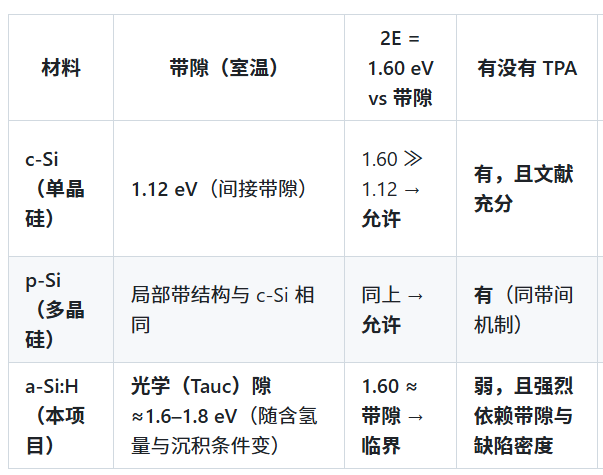 材料
带隙（室温）
2E =
1.60 eV
vs 带隙
有没有 TPA
c-Si
（单晶
硅）
1.12 eV（间接带隙）
1.60 ≫
1.12 →
允许
有，且文献
充分
p-Si
（多晶
硅）
局部带结构与 c-Si 相
同
同上 →
允许
有（同带间
机制）
a-Si:H
（本项
目）
光学（Tauc）隙
≈1.6–1.8 eV（随含氢
量与沉积条件变）
1.60 ≈
带隙 →
临界
弱，且强烈
依赖带隙与
缺陷密度